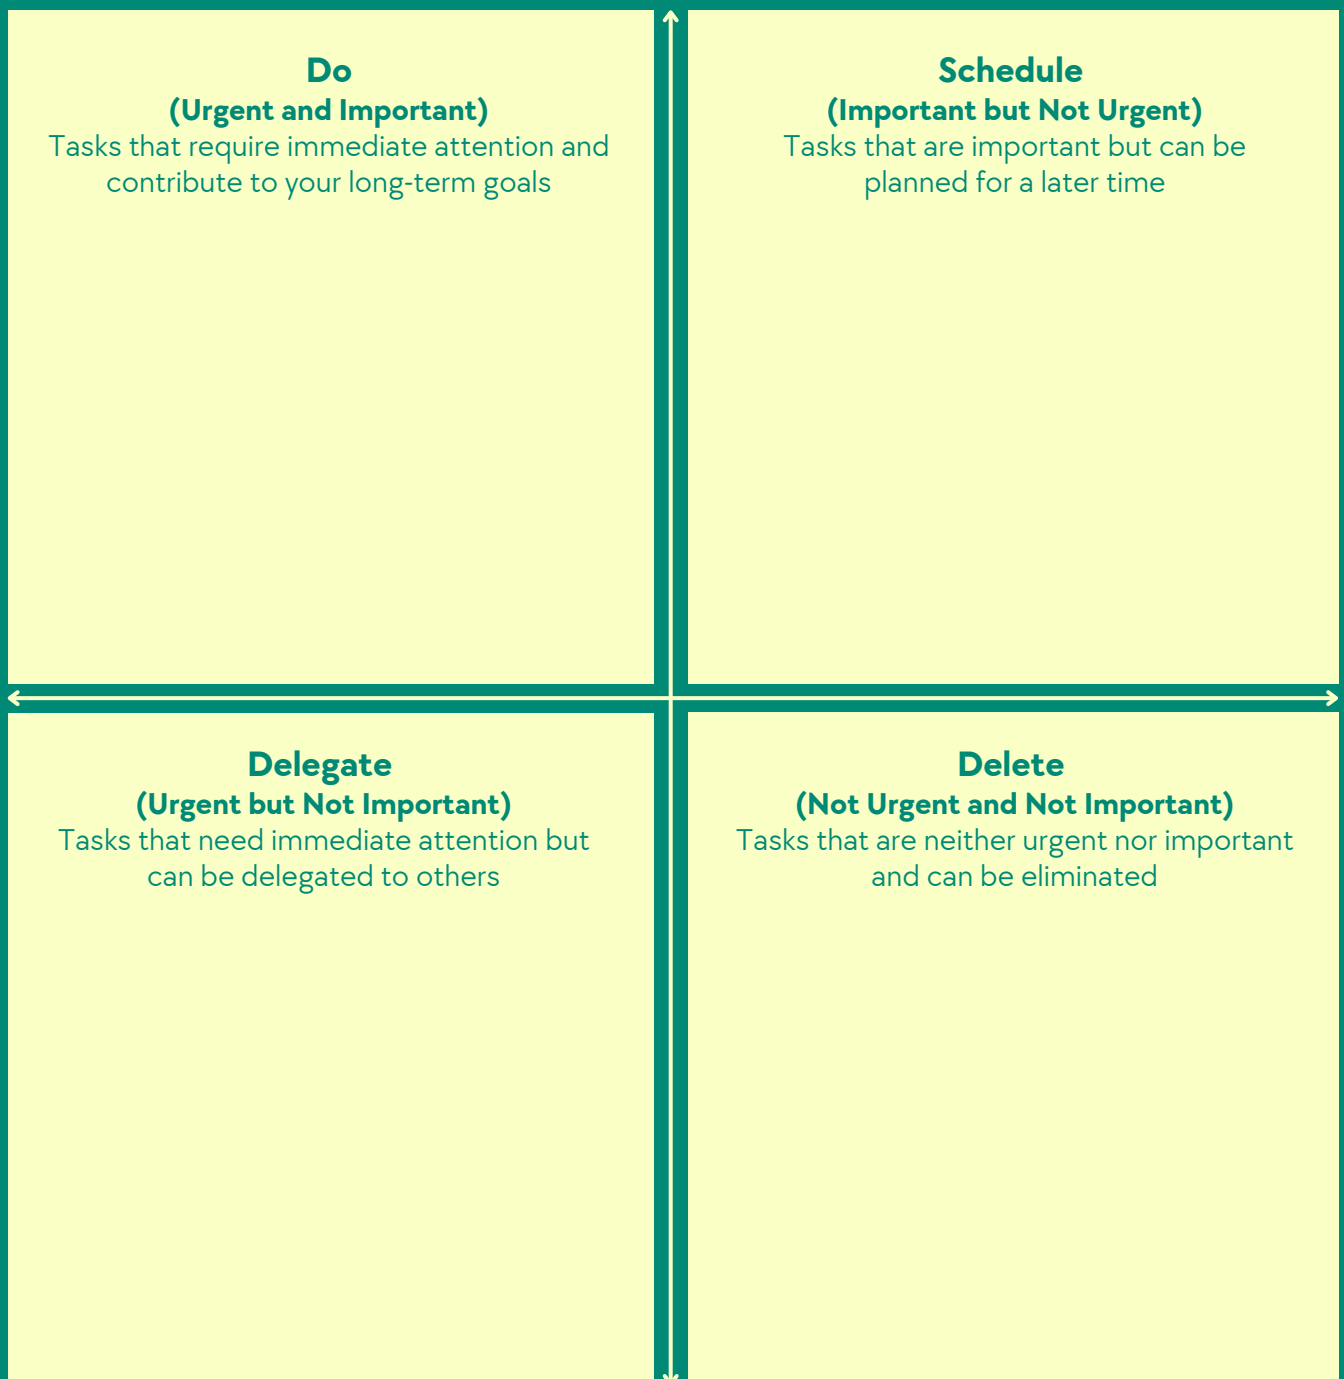 Do
(Urgent and Important)
Tasks that require immediate attention and
contribute to your long-term goals
Schedule
(Important but Not Urgent)
Tasks that are important but can be
planned for a later time
Delegate
(Urgent but Not Important)
Tasks that need immediate attention but
can be delegated to others
Delete
(Not Urgent and Not Important)
Tasks that are neither urgent nor important
and can be eliminated